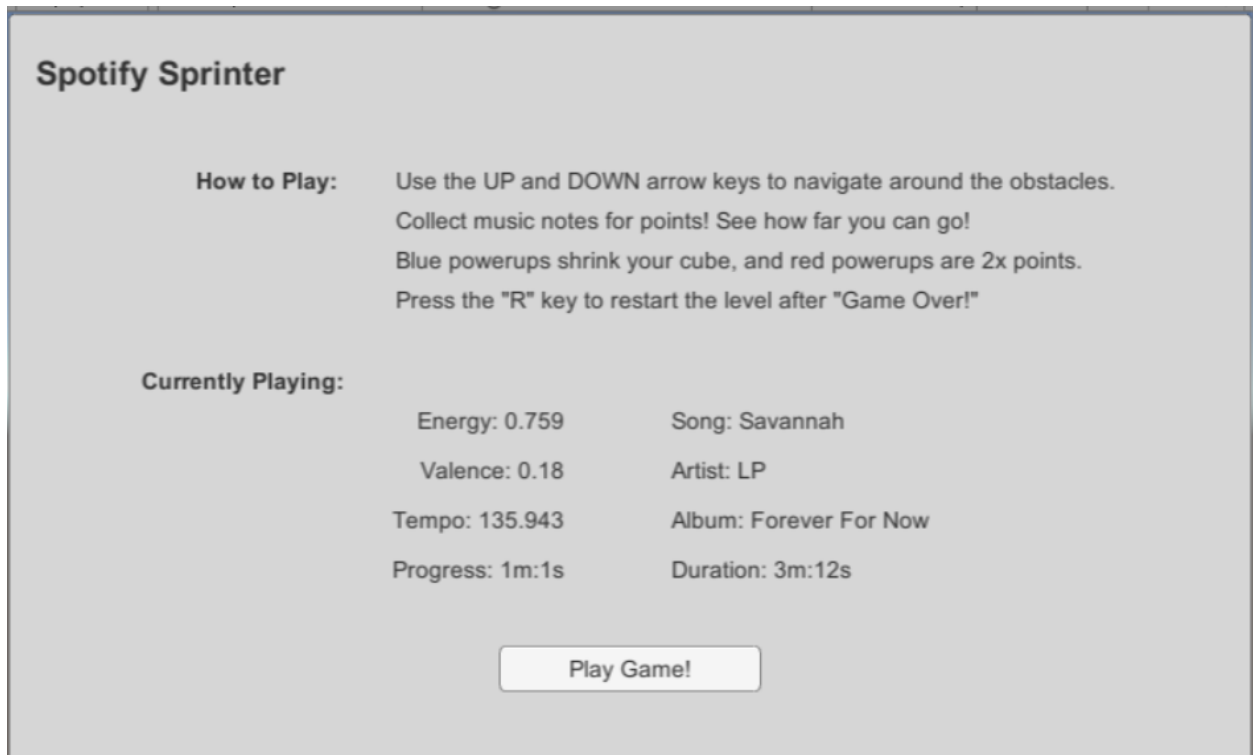 Spotify Sprinter
How to Play: Use the UP and DOWN arrow keys to navigate around the obstacles.
Collect music notes for points! See how far you can go!
Blue powerups shrink your cube, and red powerups are 2x points.
Press the "R" key to restart the level after "Game Over!"
Currently Playing:
Energy: 0.759 Song: Savannah
Valence: 0.18 Artist: LP
Tempo: 135.943 Album: Forever For Now
Progress: 1m:1s Duration: 3m:12s
Play Game!